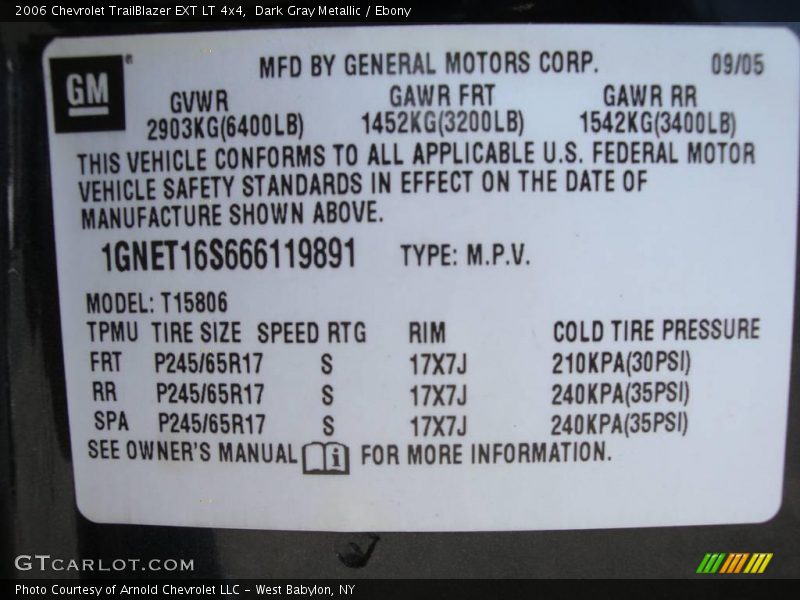 2006 Chevrolet TrailBlazer EXT LT 4x4, Dark Gray Metallic / Ebony
GM®
MFD BY GENERAL MOTORS CORP. 09/05
GVWR GAWR FRT GAWR RR
2903KG(6400LB) 1452KG(3200LB) 1542KG(3400LB)
THIS VEHICLE CONFORMS TO ALL APPLICABLE U.S. FEDERAL MOTOR
VEHICLE SAFETY STANDARDS IN EFFECT ON THE DATE OF
MANUFACTURE SHOWN ABOVE.
1GNET16S666119891 TYPE: M.P.V.
MODEL: T15806
TPMU TIRE SIZE SPEED RTG RIM COLD TIRE PRESSURE
FRT P245/65R17 S 17X7J 210KPA(30PSI)
RR P245/65R17 S 17X7J 240KPA(35PSI)
SPA P245/65R17 S 17X7J 240KPA(35PSI)
SEE OWNER'S MANUAL i FOR MORE INFORMATION.
GTCARLOT.COM
Photo Courtesy of Arnold Chevrolet LLC - West Babylon, NY